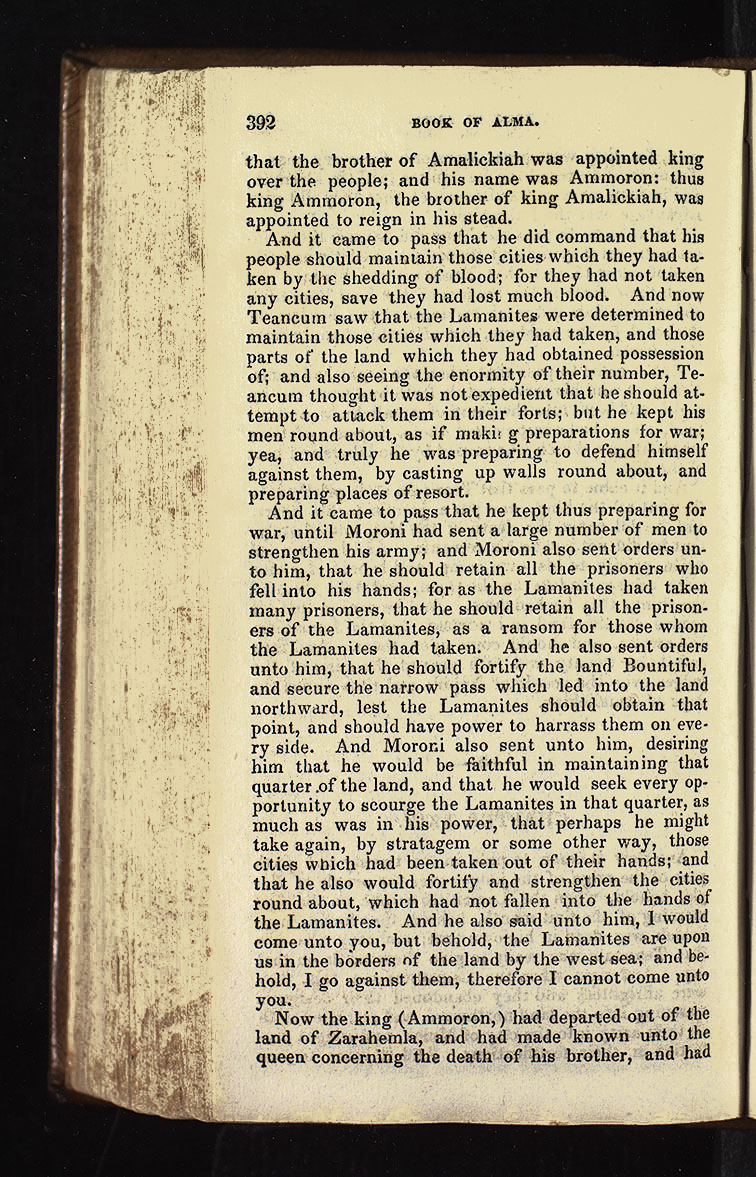 392 BOOK OF ALMA.
that the brother of Amalickiah was appointed king
over the people; and his name was Ammoron: thus
king Ammoron, the brother of king Amalickiah, was
appointed to reign in his stead.
And it came to pass that he did command that his
people should maintain those cities which they had ta-
ken by the shedding of blood; for they had not taken
any cities, save they had lost much blood. And now
Teancum saw that the Lamanites were determined to
maintain those cities which they had taken, and those
parts of the land which they had obtained possession
of; and also seeing the enormity of their number, Te-
ancum thought it was not expedient that he should at-
tempt to attack them in their forts; but he kept his
men round about, as if maki g preparations for war;
yea, and truly he was preparing to defend himself
against them, by casting up walls round about, and
preparing places of resort.
And it came to pass that he kept thus preparing for
war, until Moroni had sent a large number of men to
strengthen his army; and Moroni also sent orders un-
to him, that he should retain all the prisoners who
fell into his hands; for as the Lamanites had taken
many prisoners, that he should retain all the prison-
ers of the Lamanites, as a ransom for those whom
the Lamanites had taken. And he also sent orders
unto him, that he should fortify the land Bountiful,
and secure the narrow pass which led into the land
northward, lest the Lamanites should obtain that
point, and should have power to harrass them on eve-
ry side. And Moroni also sent unto him, desiring
him that he would be faithful in maintaining that
quarter of the land, and that he would seek every op-
portunity to scourge the Lamanites in that quarter, as
much as was in his power, that perhaps he might
take again, by stratagem or some other way, those
cities which had been taken out of their hands; and
that he also would fortify and strengthen the cities
round about, which had not fallen into the hands of
the Lamanites. And he also said unto him, I would
come unto you, but behold, the Lamanites are upon
us in the borders of the land by the west sea; and be-
hold, I go against them, therefore I cannot come unto
you.
Now the king (Ammoron,) had departed out of the
land of Zarahemla, and had made known unto the
queen concerning the death of his brother, and had